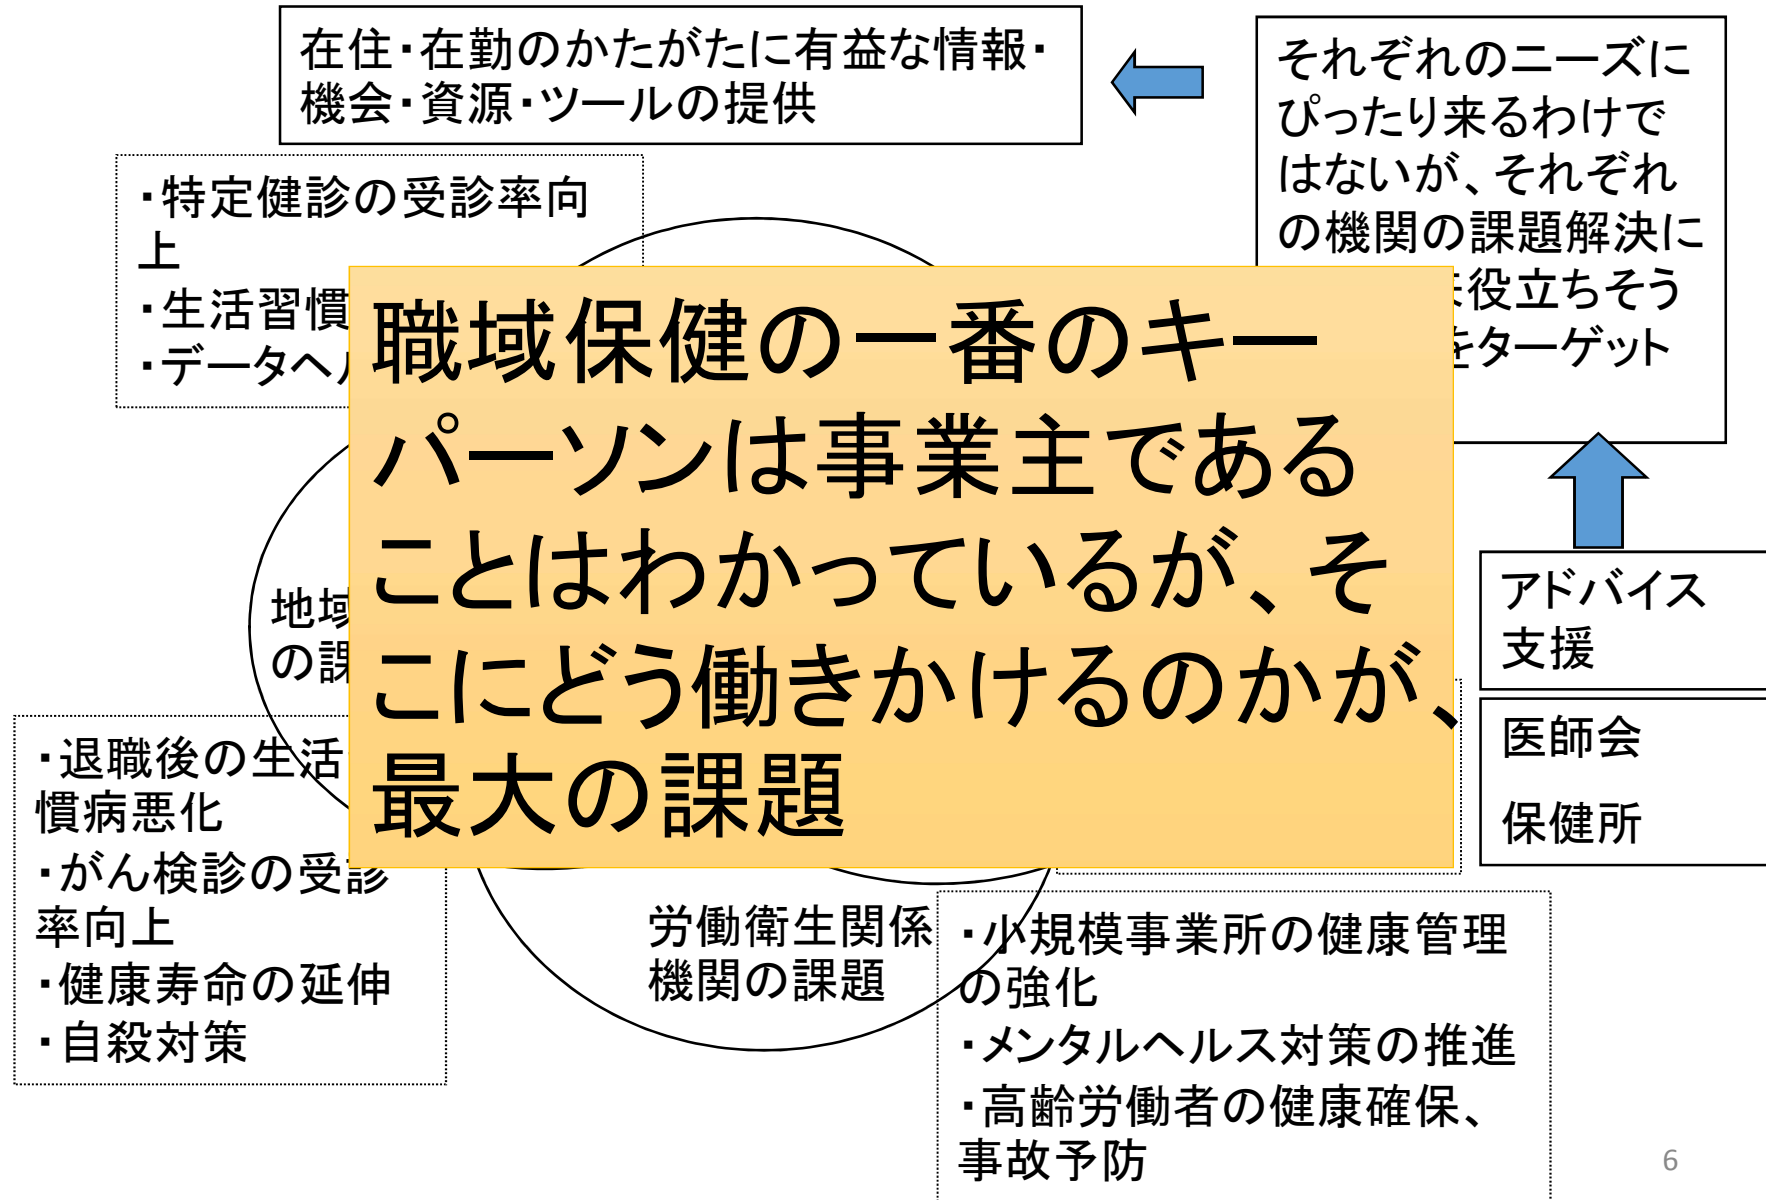 在住・在勤のかたがたに有益な情報・
機会・資源・ツールの提供
それぞれのニーズに
ぴったり来るわけで
はないが、それぞれ
の機関の課題解決に
役立ちそう
をターゲット
・特定健診の受診率向
上
・生活習慣
・データヘ
職域保健の一番のキー
パーソンは事業主である
ことはわかっているが、そ
こにどう働きかけるのかが、
最大の課題
地域
の課
アドバイス
支援
医師会
保健所
・退職後の生活
慣病悪化
・がん検診の受診
率向上
・健康寿命の延伸
・自殺対策
労働衛生関係
機関の課題
・小規模事業所の健康管理
の強化
・メンタルヘルス対策の推進
・高齢労働者の健康確保、
事故予防
6